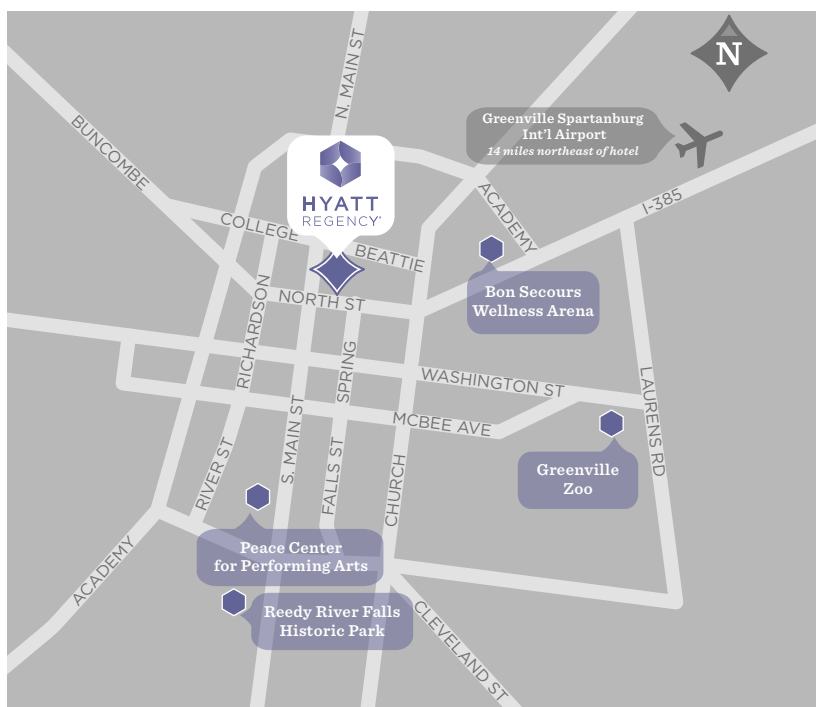 N. MAIN ST
N
Greenville Spartanburg
Int'l Airport
14 miles northeast of hotel
BUNCOMBE
HYATT
REGENCY®
ACADEMY
I-385
COLLEGE
BEATTIE
Bon Secours
Wellness Arena
NORTH ST
RICHARDSON
SPRING
WASHINGTON ST
LAURENS RD
MCBEE AVE
S. MAIN ST
Greenville
Zoo
RIVER ST
FALLS ST
CHURCH
Peace Center
for Performing Arts
ACADEMY
Reedy River Falls
Historic Park
CLEVELAND ST